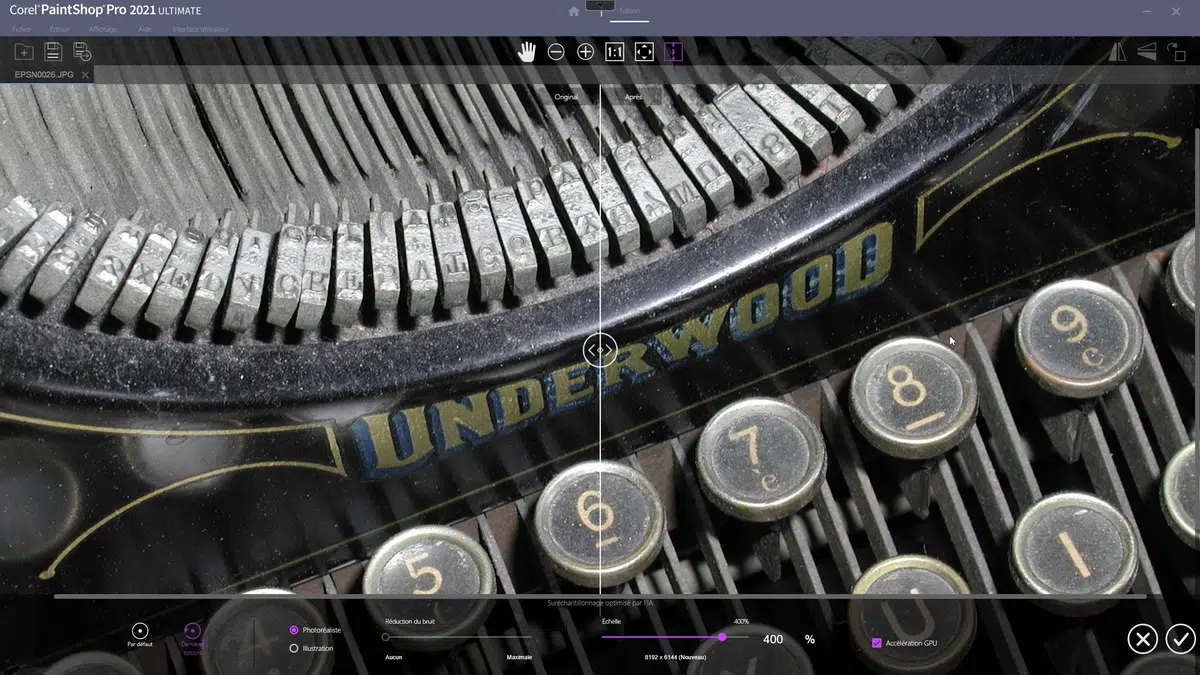 Corel PaintShop Pro 2021 ULTIMATE
Édition
Fichier Édition Affichage Aide Interface utilisateur
1:1
EPSN0026.JPG
Original Après
UNDERWOOD
9 c
8 _
7 è
6 -
5
U
I
Suréchantillonnage optimisé par l'IA
Par défaut
Photoréaliste
Illustration
Réduction du bruit
Aucun Maximale
Échelle 400%
400 %
8192 x 6144 (Nouveau)
Accélération GPU